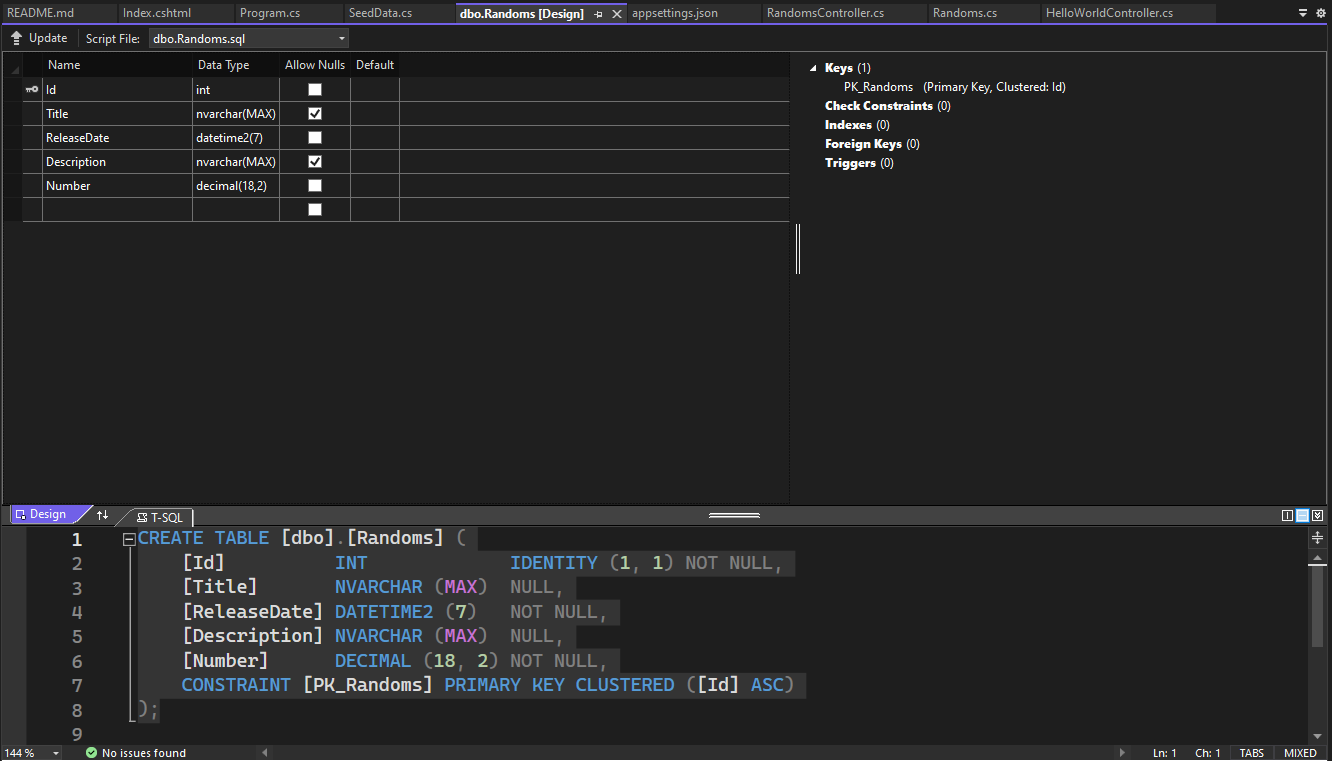 README.md Index.cshtml Program.cs SeedData.cs dbo.Randoms [Design] appsettings.json RandomsController.cs Randoms.cs HelloWorldController.cs
Update Script File: dbo.Randoms.sql
Name Data Type Allow Nulls Default
Id int
Title nvarchar(MAX)
ReleaseDate datetime2(7)
Description nvarchar(MAX)
Number decimal(18,2)
Keys (1)
PK_Randoms (Primary Key, Clustered: Id)
Check Constraints (0)
Indexes (0)
Foreign Keys (0)
Triggers (0)
Design T-SQL
1 CREATE TABLE [dbo].[Randoms] (
2 [Id] INT IDENTITY (1, 1) NOT NULL,
3 [Title] NVARCHAR (MAX) NULL,
4 [ReleaseDate] DATETIME2 (7) NOT NULL,
5 [Description] NVARCHAR (MAX) NULL,
6 [Number] DECIMAL (18, 2) NOT NULL,
7 CONSTRAINT [PK_Randoms] PRIMARY KEY CLUSTERED ([Id] ASC)
8 );
9
144 % No issues found Ln: 1 Ch: 1 TABS MIXED